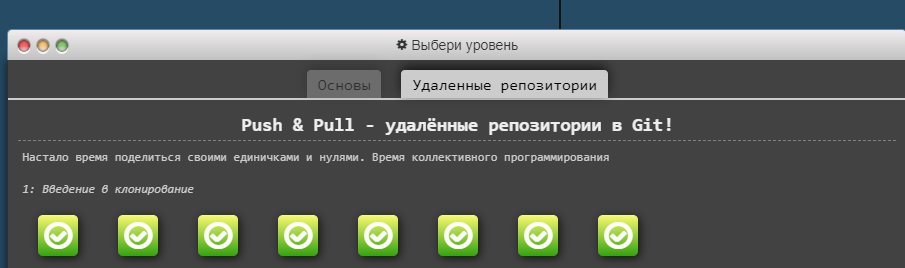 Выбери уровень
Основы
Удаленные репозитории
Push & Pull - удалённые репозитории в Git!
Настало время поделиться своими единичками и нулями. Время коллективного программирования
1: Введение в клонирование